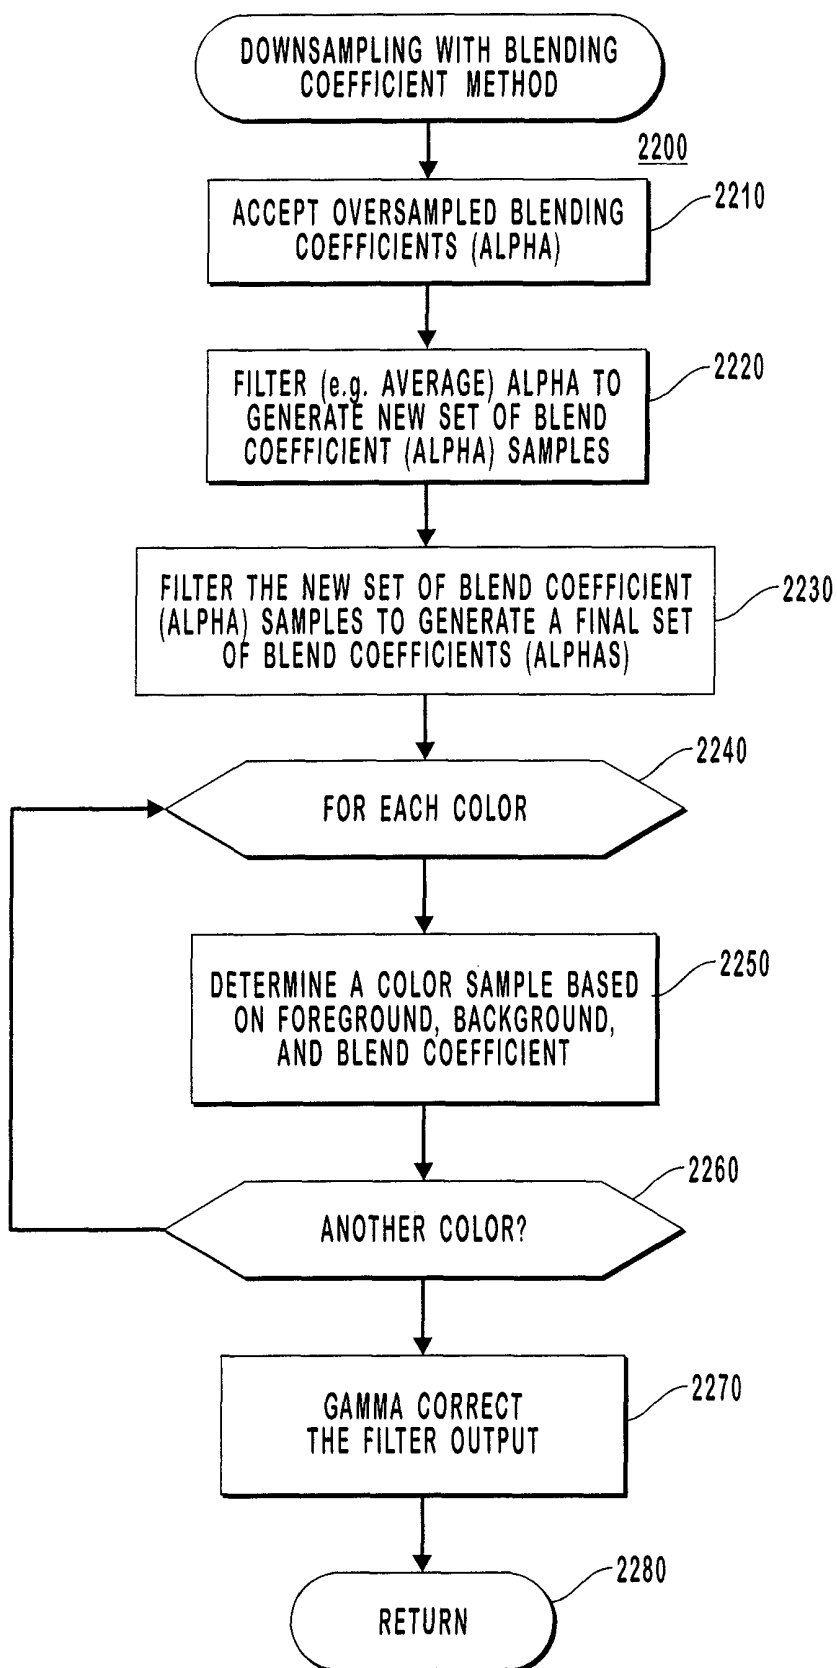 DOWNSAMPLING WITH BLENDING
COEFFICIENT METHOD
2200
2210
ACCEPT OVERSAMPLED BLENDING
COEFFICIENTS (ALPHA)
2220
FILTER (e.g. AVERAGE) ALPHA TO
GENERATE NEW SET OF BLEND
COEFFICIENT (ALPHA) SAMPLES
2230
FILTER THE NEW SET OF BLEND COEFFICIENT
(ALPHA) SAMPLES TO GENERATE A FINAL SET
OF BLEND COEFFICIENTS (ALPHAS)
2240
FOR EACH COLOR
2250
DETERMINE A COLOR SAMPLE BASED
ON FOREGROUND, BACKGROUND,
AND BLEND COEFFICIENT
2260
ANOTHER COLOR?
2270
GAMMA CORRECT
THE FILTER OUTPUT
2280
RETURN